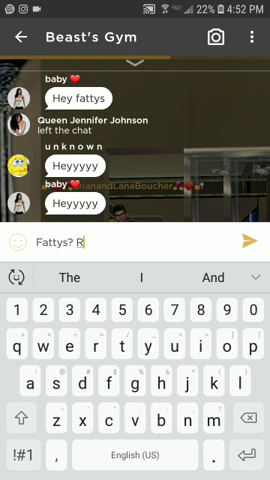 22% 4:52 PM
Beast's Gym
baby ❤️
Hey fattys
Queen Jennifer Johnson
left the chat
u n k n o w n
Heyyyyy
baby ❤️
rianandLanaBoucher
Heyyyyy
Fattys? R
The I And
1 2 3 4 5 6 7 8 9 0
q w e r t y u i o p
a s d f g h j k l
z x c v b n m
!#1 , English (US) .